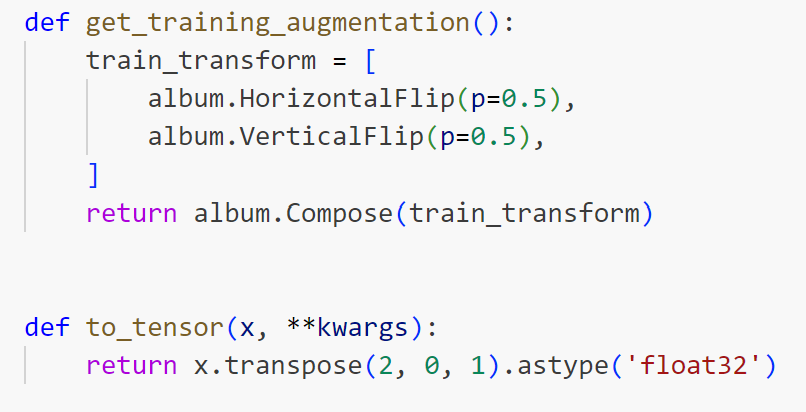 def get_training_augmentation():
    train_transform = [
        album.HorizontalFlip(p=0.5),
        album.VerticalFlip(p=0.5),
    ]
    return album.Compose(train_transform)
def to_tensor(x, **kwargs):
    return x.transpose(2, 0, 1).astype('float32')